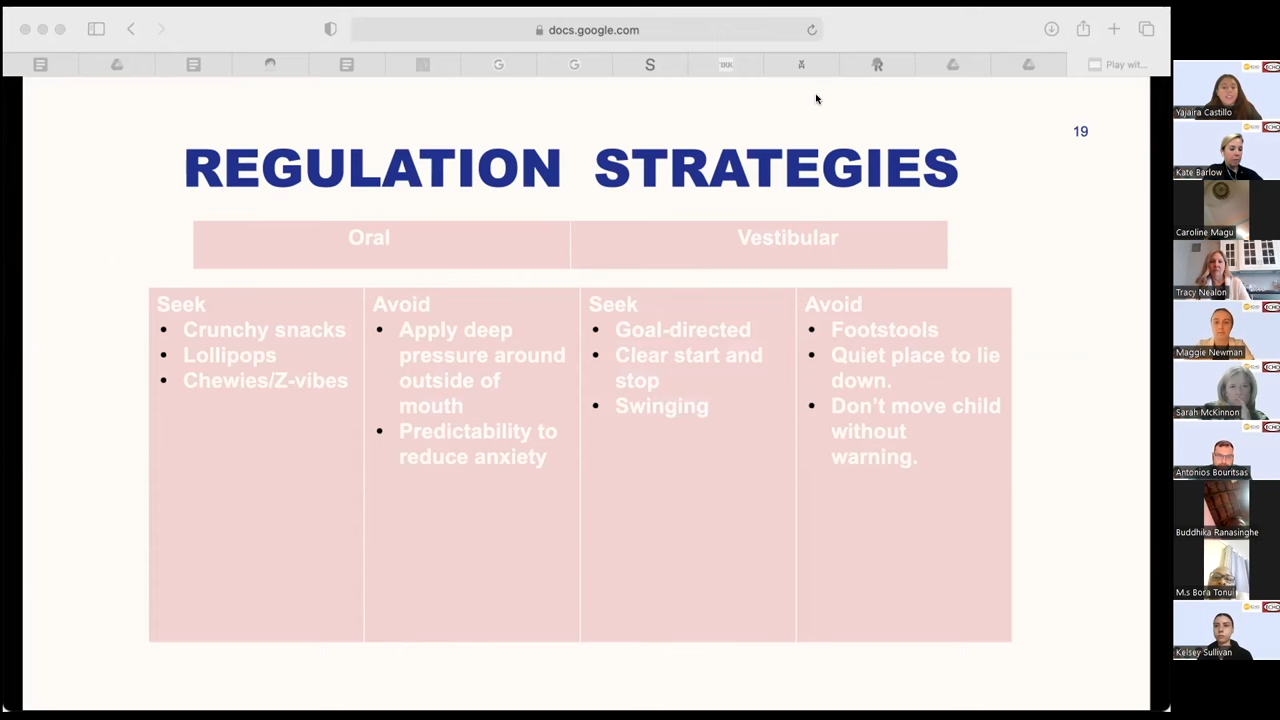 docs.google.com
S
Play wit...
19
REGULATION STRATEGIES
Oral
Vestibular
Seek
• Crunchy snacks
• Lollipops
• Chewies/Z-vibes
Avoid
• Apply deep
pressure around
outside of
mouth
• Predictability to
reduce anxiety
Seek
• Goal-directed
• Clear start and
stop
• Swinging
Avoid
• Footstools
• Quiet place to lie
down.
• Don't move child
without
warning.
Yajaira Castillo
Kate Barlow
Caroline Magu
Tracy Nealon
Maggie Newman
Sarah McKinnon
Antonios Bouritsas
Buddhika Ranasinghe
M.s Bora Tonui
Kelsey Sullivan